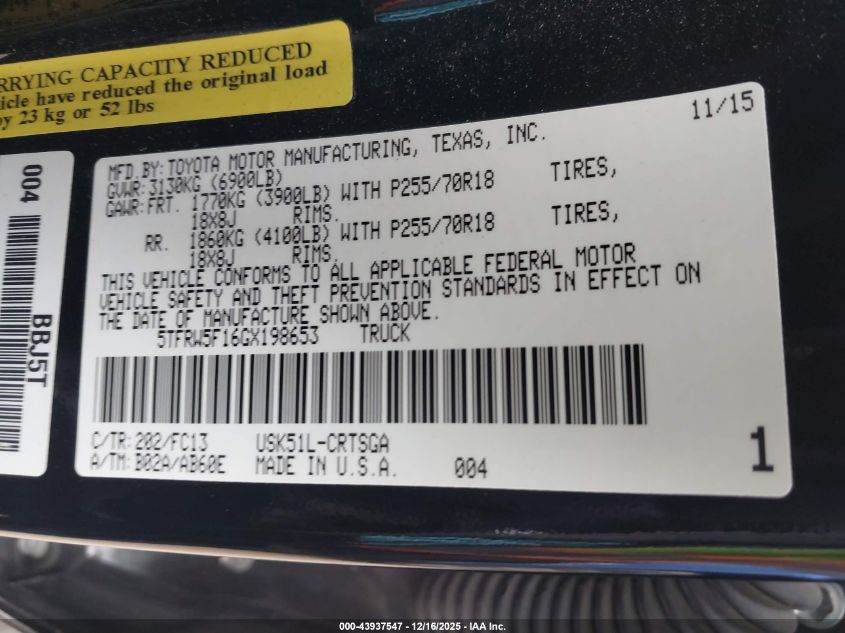 RRYING CAPACITY REDUCED
icle have reduced the original load
by 23 kg or 52 lbs
004
BBJ5T
11/15
MFD.BY:TOYOTA MOTOR MANUFACTURING, TEXAS, INC.
GVWR:3130KG (6900LB)
GAWR:FRT. 1770KG (3900LB) WITH P255/70R18 TIRES,
18X8J RIMS.
RR. 1860KG (4100LB) WITH P255/70R18 TIRES,
18X8J RIMS.
THIS VEHICLE CONFORMS TO ALL APPLICABLE FEDERAL MOTOR
VEHICLE SAFETY AND THEFT PREVENTION STANDARDS IN EFFECT ON
THE DATE OF MANUFACTURE SHOWN ABOVE.
5TFRW5F16GX198653 TRUCK
C/TR:202/FC13 USK51L-CRTSGA
A/TM:B02A/AB60E MADE IN U.S.A. 004
1
000-43937547 - 12/16/2025 - IAA Inc.